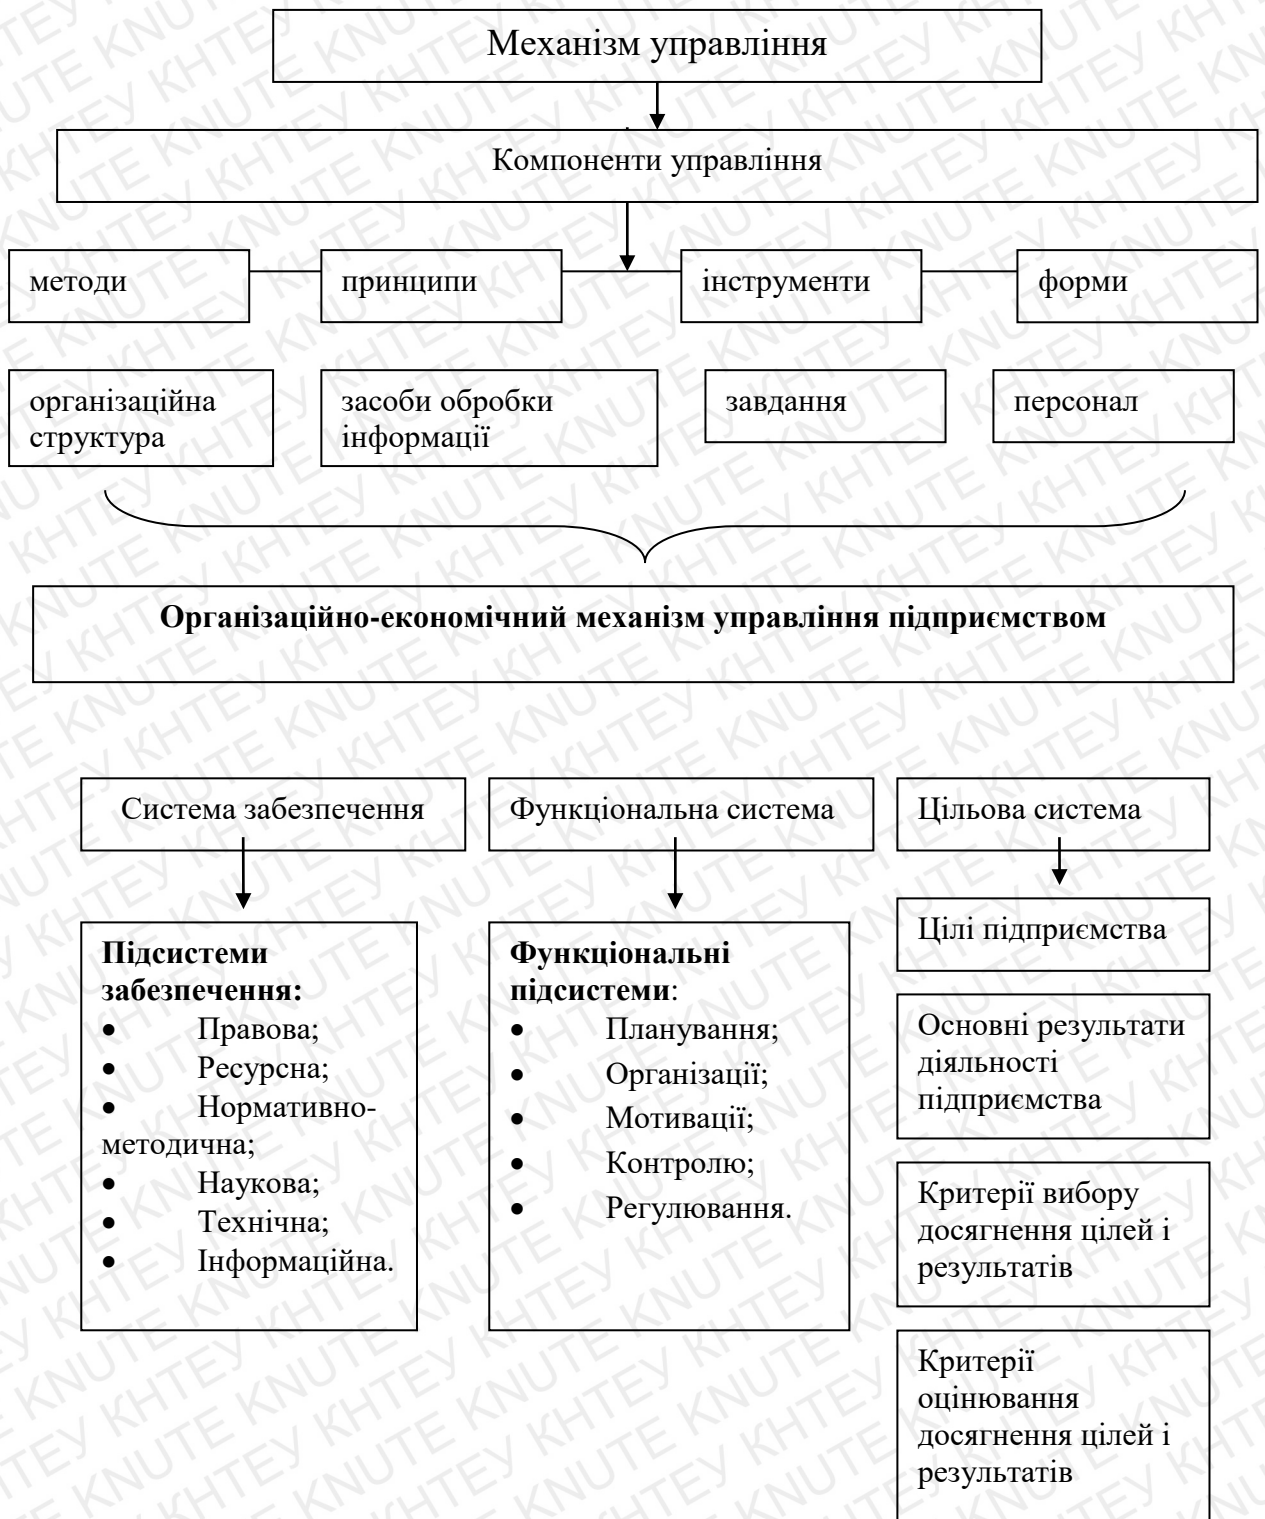 Механізм управління
Компоненти управління
методи
принципи
інструменти
форми
організаційна
структура
засоби обробки
інформації
завдання
персонал
Організаційно-економічний механізм управління підприємством
Система забезпечення
Функціональна система
Цільова система
Підсистеми
забезпечення:
• Правова;
• Ресурсна;
• Нормативно-
методична;
• Наукова;
• Технічна;
• Інформаційна.
Функціональні
підсистеми:
• Планування;
• Організації;
• Мотивації;
• Контролю;
• Регулювання.
Цілі підприємства
Основні результати
діяльності
підприємства
Критерії вибору
досягнення цілей і
результатів
Критерії
оцінювання
досягнення цілей і
результатів